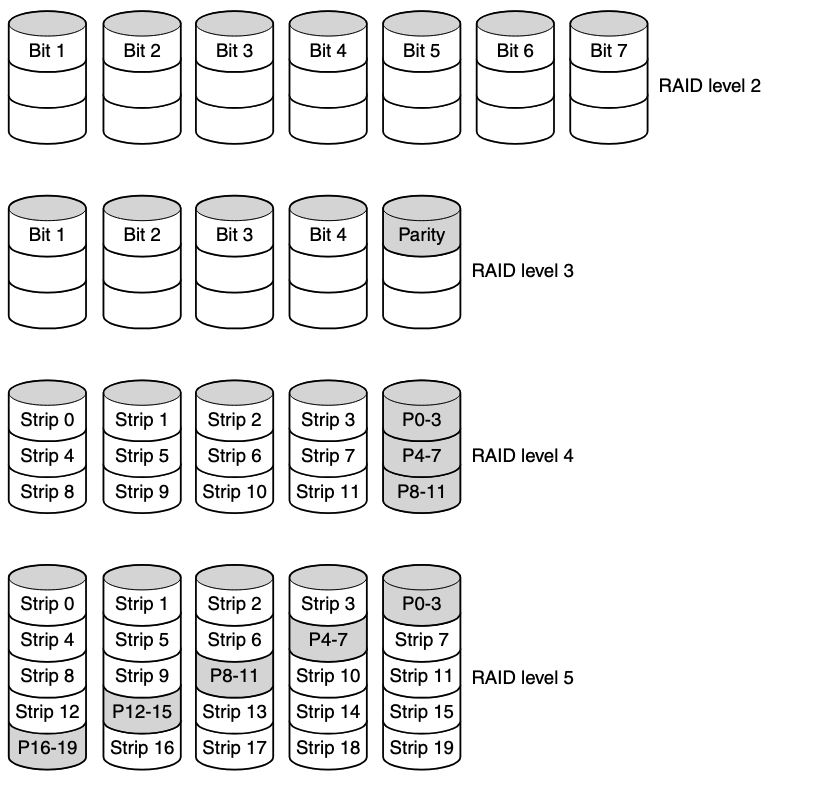 Bit 1 Bit 2 Bit 3 Bit 4 Bit 5 Bit 6 Bit 7
RAID level 2
Bit 1 Bit 2 Bit 3 Bit 4 Parity
RAID level 3
Strip 0 Strip 1 Strip 2 Strip 3 P0-3
Strip 4 Strip 5 Strip 6 Strip 7 P4-7 RAID level 4
Strip 8 Strip 9 Strip 10 Strip 11 P8-11
Strip 0 Strip 1 Strip 2 Strip 3 P0-3
Strip 4 Strip 5 Strip 6 P4-7 Strip 7
Strip 8 Strip 9 P8-11 Strip 10 Strip 11 RAID level 5
Strip 12 P12-15 Strip 13 Strip 14 Strip 15
P16-19 Strip 16 Strip 17 Strip 18 Strip 19